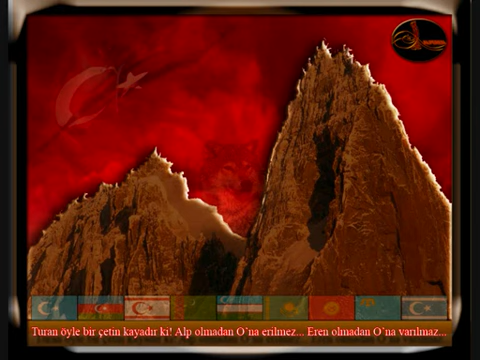 Turan öyle bir çetin kayadır ki! Alp olmadan O`na erilmez... Eren olmadan O`na varılmaz...